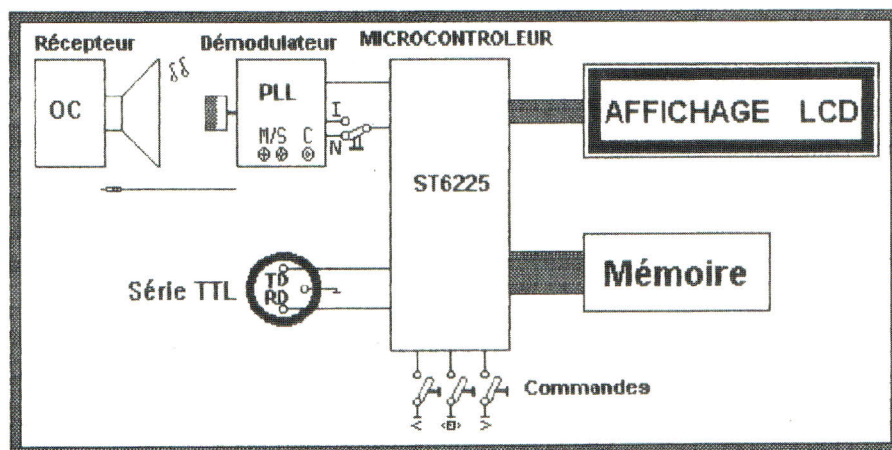 Récepteur
Démodulateur
MICROCONTROLEUR
OC
PLL
I
M/S C
N
AFFICHAGE LCD
ST6225
Série TTL
TD
RD
Mémoire
Commandes
< >